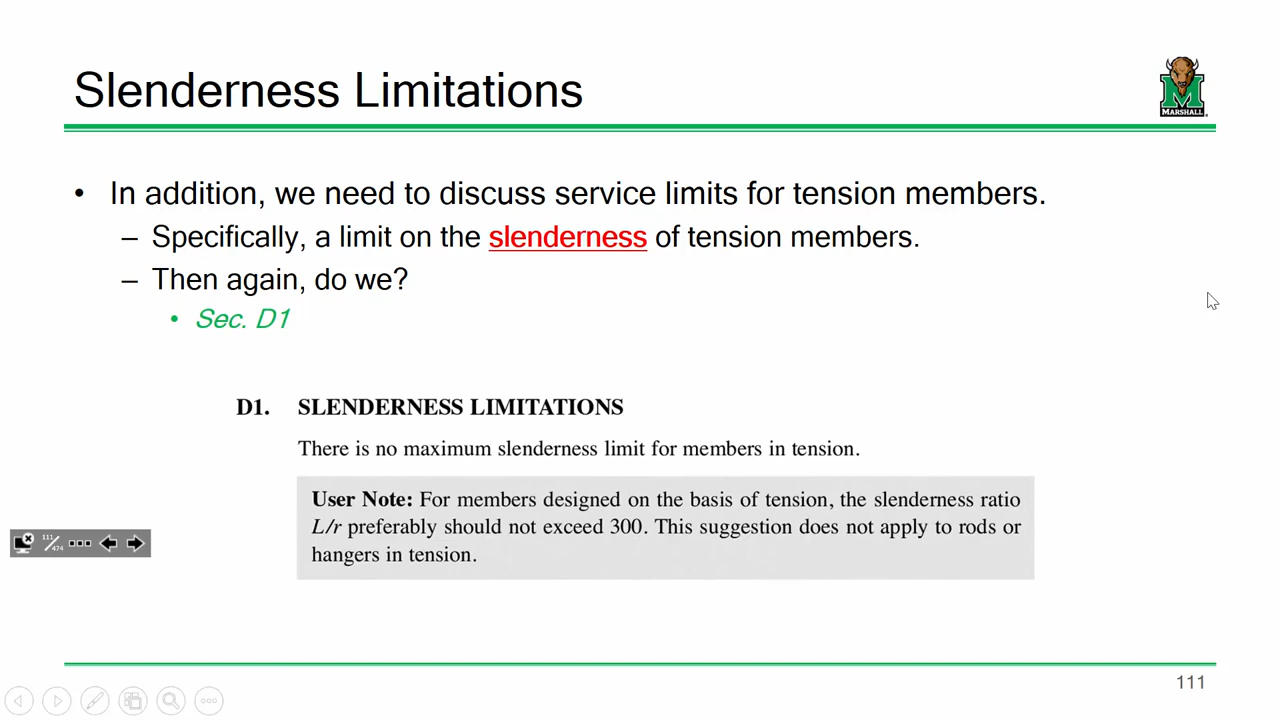 Slenderness Limitations
MARSHALL
• In addition, we need to discuss service limits for tension members.
– Specifically, a limit on the slenderness of tension members.
– Then again, do we?
• Sec. D1
D1. SLENDERNESS LIMITATIONS
There is no maximum slenderness limit for members in tension.
User Note: For members designed on the basis of tension, the slenderness ratio
L/r preferably should not exceed 300. This suggestion does not apply to rods or
hangers in tension.
111/474
111